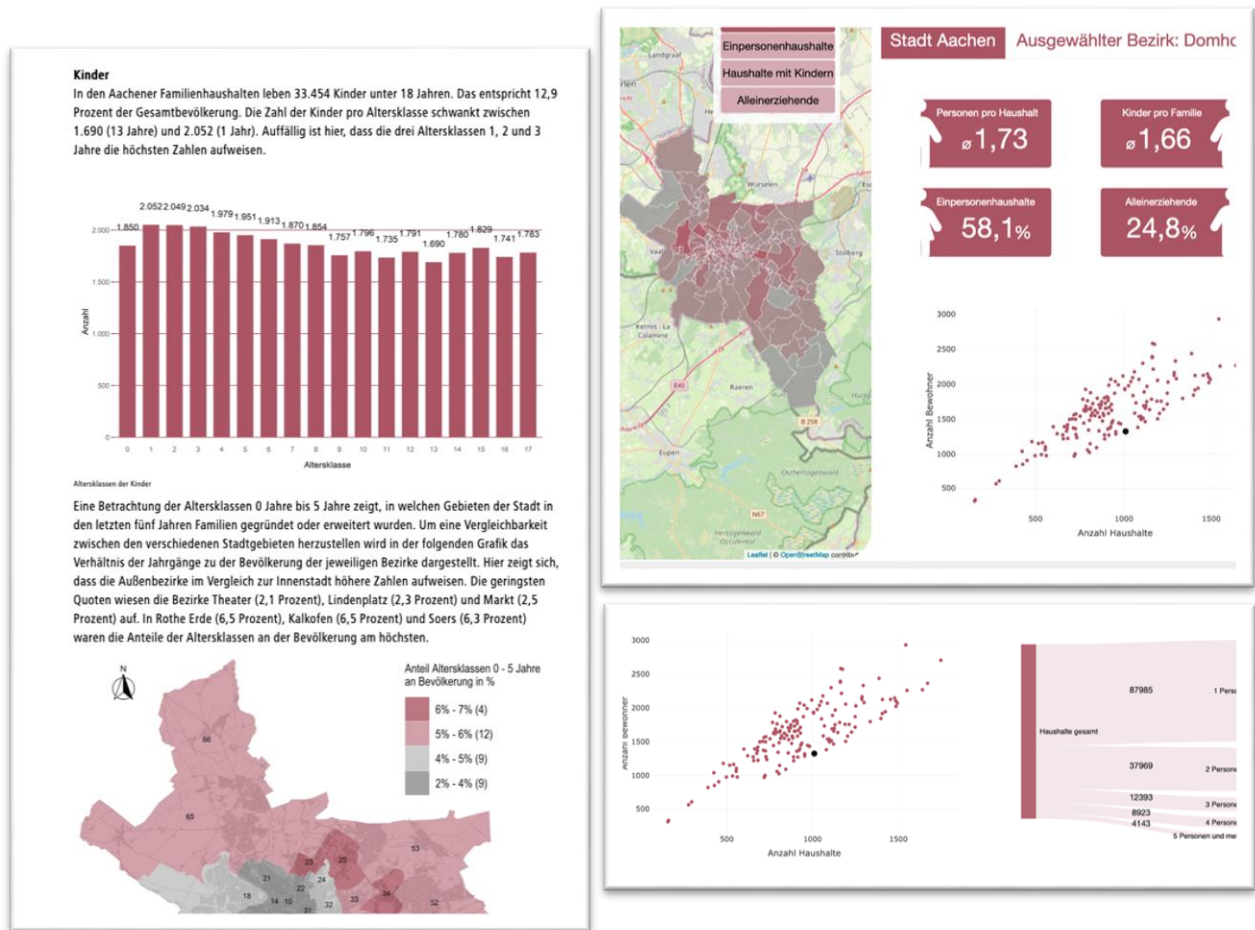 Kinder
In den Aachener Familienhaushalten leben 33.454 Kinder unter 18 Jahren. Das entspricht 12,9
Prozent der Gesamtbevölkerung. Die Zahl der Kinder pro Altersklasse schwankt zwischen
1.690 (13 Jahre) und 2.052 (1 Jahr). Auffällig ist hier, dass die drei Altersklassen 1, 2 und 3
Jahre die höchsten Zahlen aufweisen.
1.850 2.052 2.049 2.034 1.979 1.951 1.913 1.870 1.854 1.757 1.796 1.735 1.791 1.690 1.780 1.829 1.741 1.783
2.000
1.500
1.000
500
0
Anzahl
0 1 2 3 4 5 6 7 8 9 10 11 12 13 14 15 16 17
Altersklasse
Altersklassen der Kinder
Eine Betrachtung der Altersklassen 0 Jahre bis 5 Jahre zeigt, in welchen Gebieten der Stadt in
den letzten fünf Jahren Familien gegründet oder erweitert wurden. Um eine Vergleichbarkeit
zwischen den verschiedenen Stadtgebieten herzustellen wird in der folgenden Grafik das
Verhältnis der Jahrgänge zu der Bevölkerung der jeweiligen Bezirke dargestellt. Hier zeigt sich,
dass die Außenbezirke im Vergleich zur Innenstadt höhere Zahlen aufweisen. Die geringsten
Quoten wiesen die Bezirke Theater (2,1 Prozent), Lindenplatz (2,3 Prozent) und Markt (2,5
Prozent) auf. In Rothe Erde (6,5 Prozent), Kalkofen (6,5 Prozent) und Soers (6,3 Prozent)
waren die Anteile der Altersklassen an der Bevölkerung am höchsten.
N
Anteil Altersklassen 0 - 5 Jahre
an Bevölkerung in %
6% - 7% (4)
5% - 6% (12)
4% - 5% (9)
2% - 4% (9)
66
65
53
23 25
21 24
18 22 34
14 10 32 33 52
31
Landgraaf
Würselen
Vaals
Stolberg
Kelmis - La
Calamine
E40
Raeren
B 258
Eupen
Osthertogenwald
N67
Hertogenwald
Occidental
Leaflet | © OpenStreetMap contribut
Einpersonenhaushalte
Haushalte mit Kindern
Alleinerziehende
Stadt Aachen
Ausgewählter Bezirk: Domho
Personen pro Haushalt
ø1,73
Kinder pro Familie
ø1,66
Einpersonenhaushalte
58,1%
Alleinerziehende
24,8%
3000
2500
2000
1500
1000
500
Anzahl Bewohner
500 1000 1500
Anzahl Haushalte
3000
2500
2000
1500
1000
500
Anzahl Bewohner
500 1000 1500
Anzahl Haushalte
Haushalte gesamt
87985 1 Perso
37969 2 Persone
12393 3 Persone
8923 4 Persone
4143 5 Personen und me